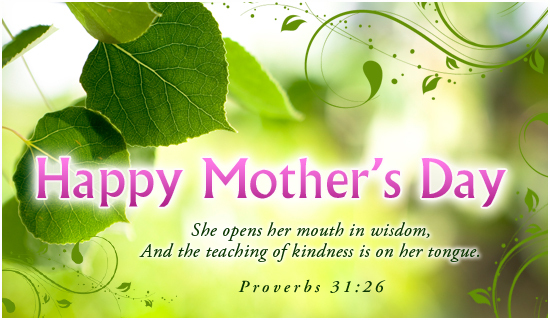 Happy Mother's Day
She opens her mouth in wisdom,
And the teaching of kindness is on her tongue.
Proverbs 31:26